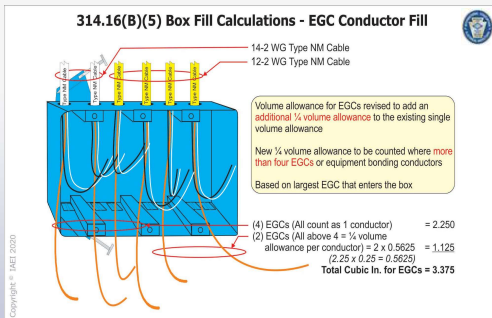 314.16(B)(5) Box Fill Calculations - EGC Conductor Fill
14-2 WG Type NM Cable
12-2 WG Type NM Cable
Type NM Cable
Type NM Cable
Type NM Cable
Type NM Cable
Type NM Cable
Type NM Cable
Volume allowance for EGCs revised to add an
additional ¼ volume allowance to the existing single
volume allowance
New ¼ volume allowance to be counted where more
than four EGCs or equipment bonding conductors
Based on largest EGC that enters the box
(4) EGCs (All count as 1 conductor) = 2.250
(2) EGCs (All above 4 = ¼ volume
allowance per conductor) = 2 x 0.5625 = 1.125
(2.25 x 0.25 = 0.5625)
Total Cubic In. for EGCs = 3.375
Copyright © IAEI 2020